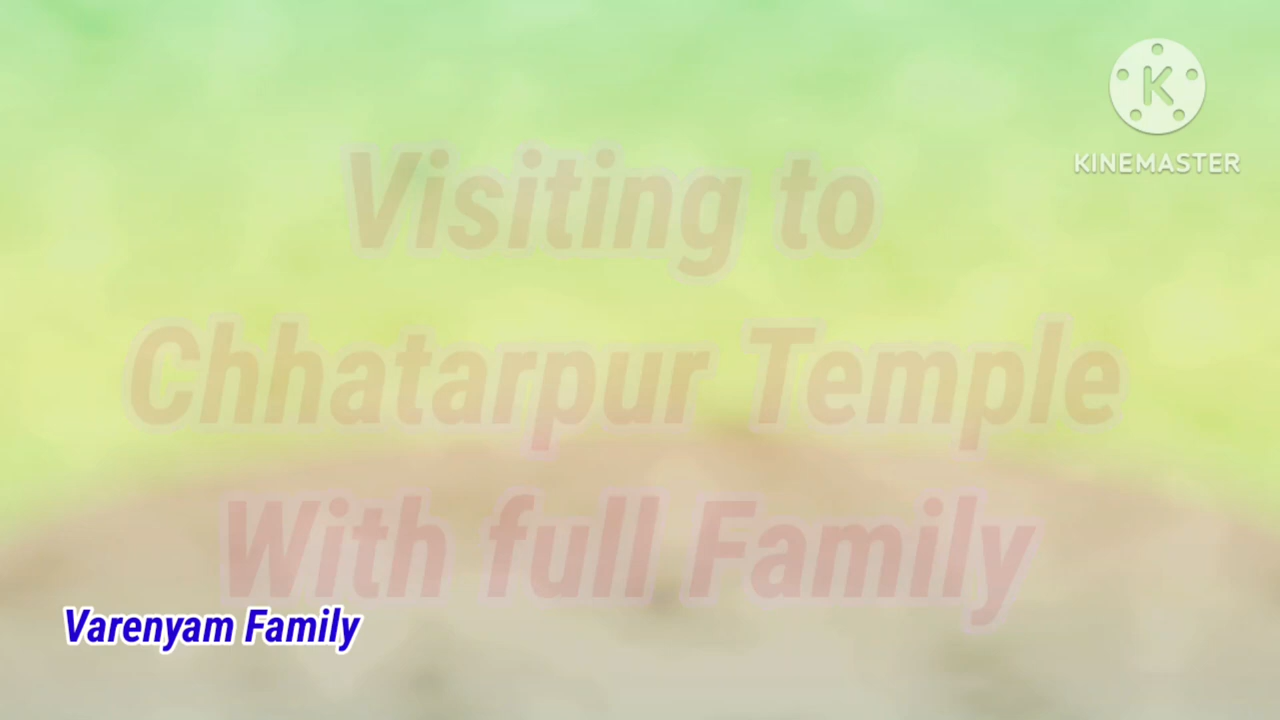 K
KINEMASTER
Visiting to
Chhatarpur Temple
With full Family
Varenyam Family